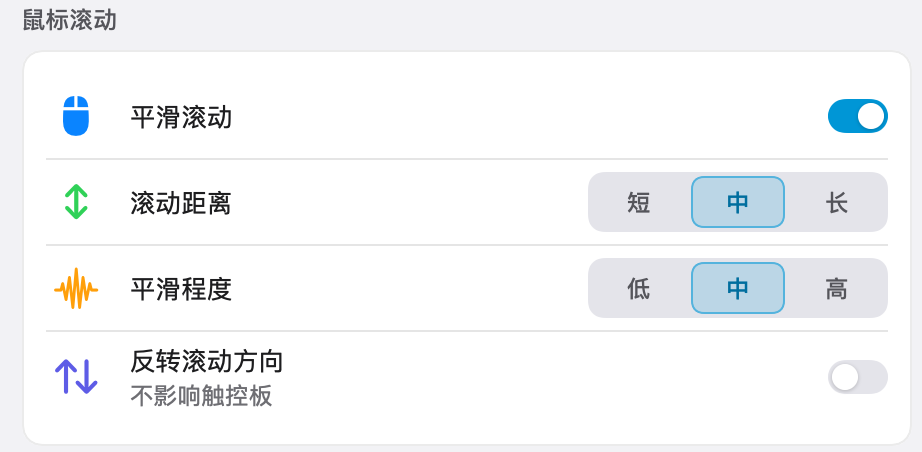 鼠标滚动
平滑滚动
滚动距离
短 中 长
平滑程度
低 中 高
反转滚动方向
不影响触控板